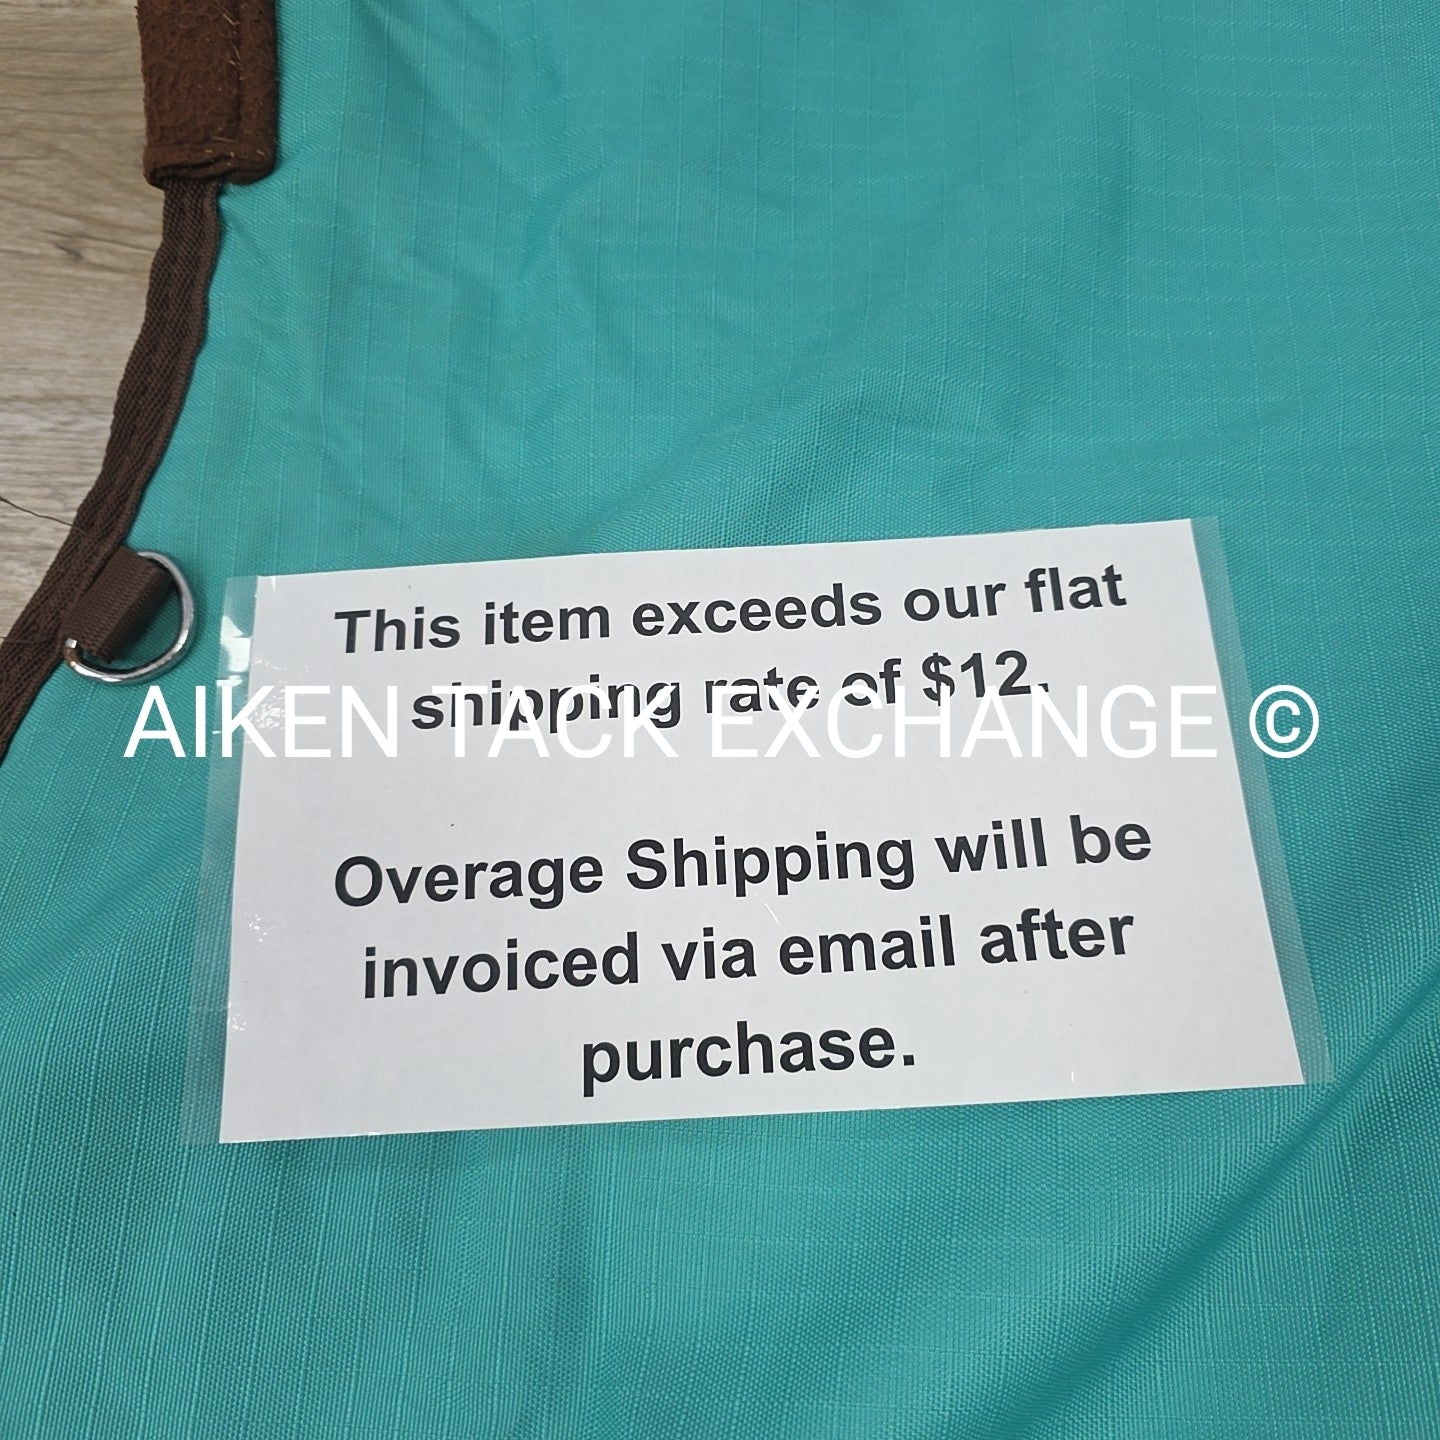 This item exceeds our flat
shipping rate of $12.
AIKEN TACK EXCHANGE ©
Overage Shipping will be
invoiced via email after
purchase.